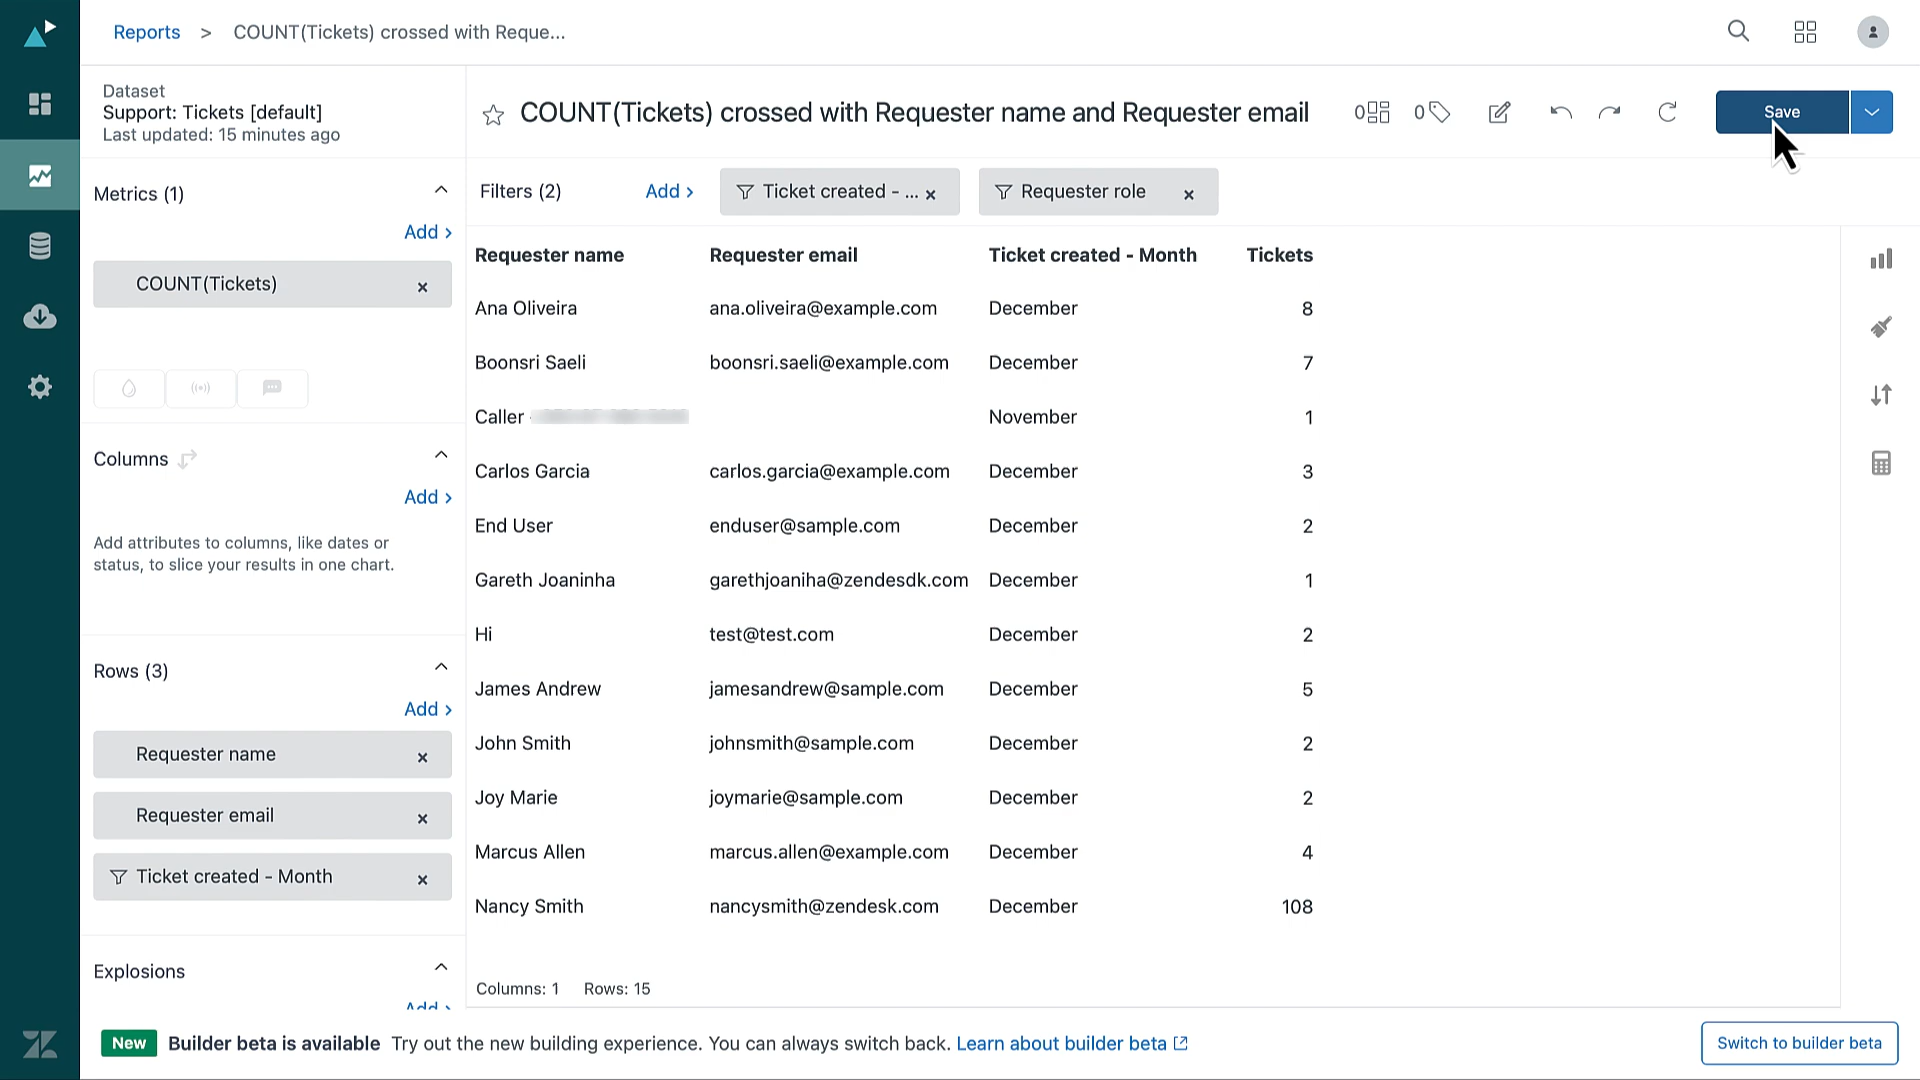 Reports > COUNT(Tickets) crossed with Reque...
Dataset
Support: Tickets [default]
Last updated: 15 minutes ago
COUNT(Tickets) crossed with Requester name and Requester email
0
0
Save
Metrics (1)
Add >
COUNT(Tickets) ×
Columns
Add >
Add attributes to columns, like dates or
status, to slice your results in one chart.
Rows (3)
Add >
Requester name ×
Requester email ×
Ticket created - Month ×
Explosions
Add >
Filters (2) Add > Ticket created - ... × Requester role ×
Requester name Requester email Ticket created - Month Tickets
Ana Oliveira ana.oliveira@example.com December 8
Boonsri Saeli boonsri.saeli@example.com December 7
Caller November 1
Carlos Garcia carlos.garcia@example.com December 3
End User enduser@sample.com December 2
Gareth Joaninha garethjoaniha@zendesdk.com December 1
Hi test@test.com December 2
James Andrew jamesandrew@sample.com December 5
John Smith johnsmith@sample.com December 2
Joy Marie joymarie@sample.com December 2
Marcus Allen marcus.allen@example.com December 4
Nancy Smith nancysmith@zendesk.com December 108
Columns: 1 Rows: 15
New Builder beta is available Try out the new building experience. You can always switch back. Learn about builder beta
Switch to builder beta